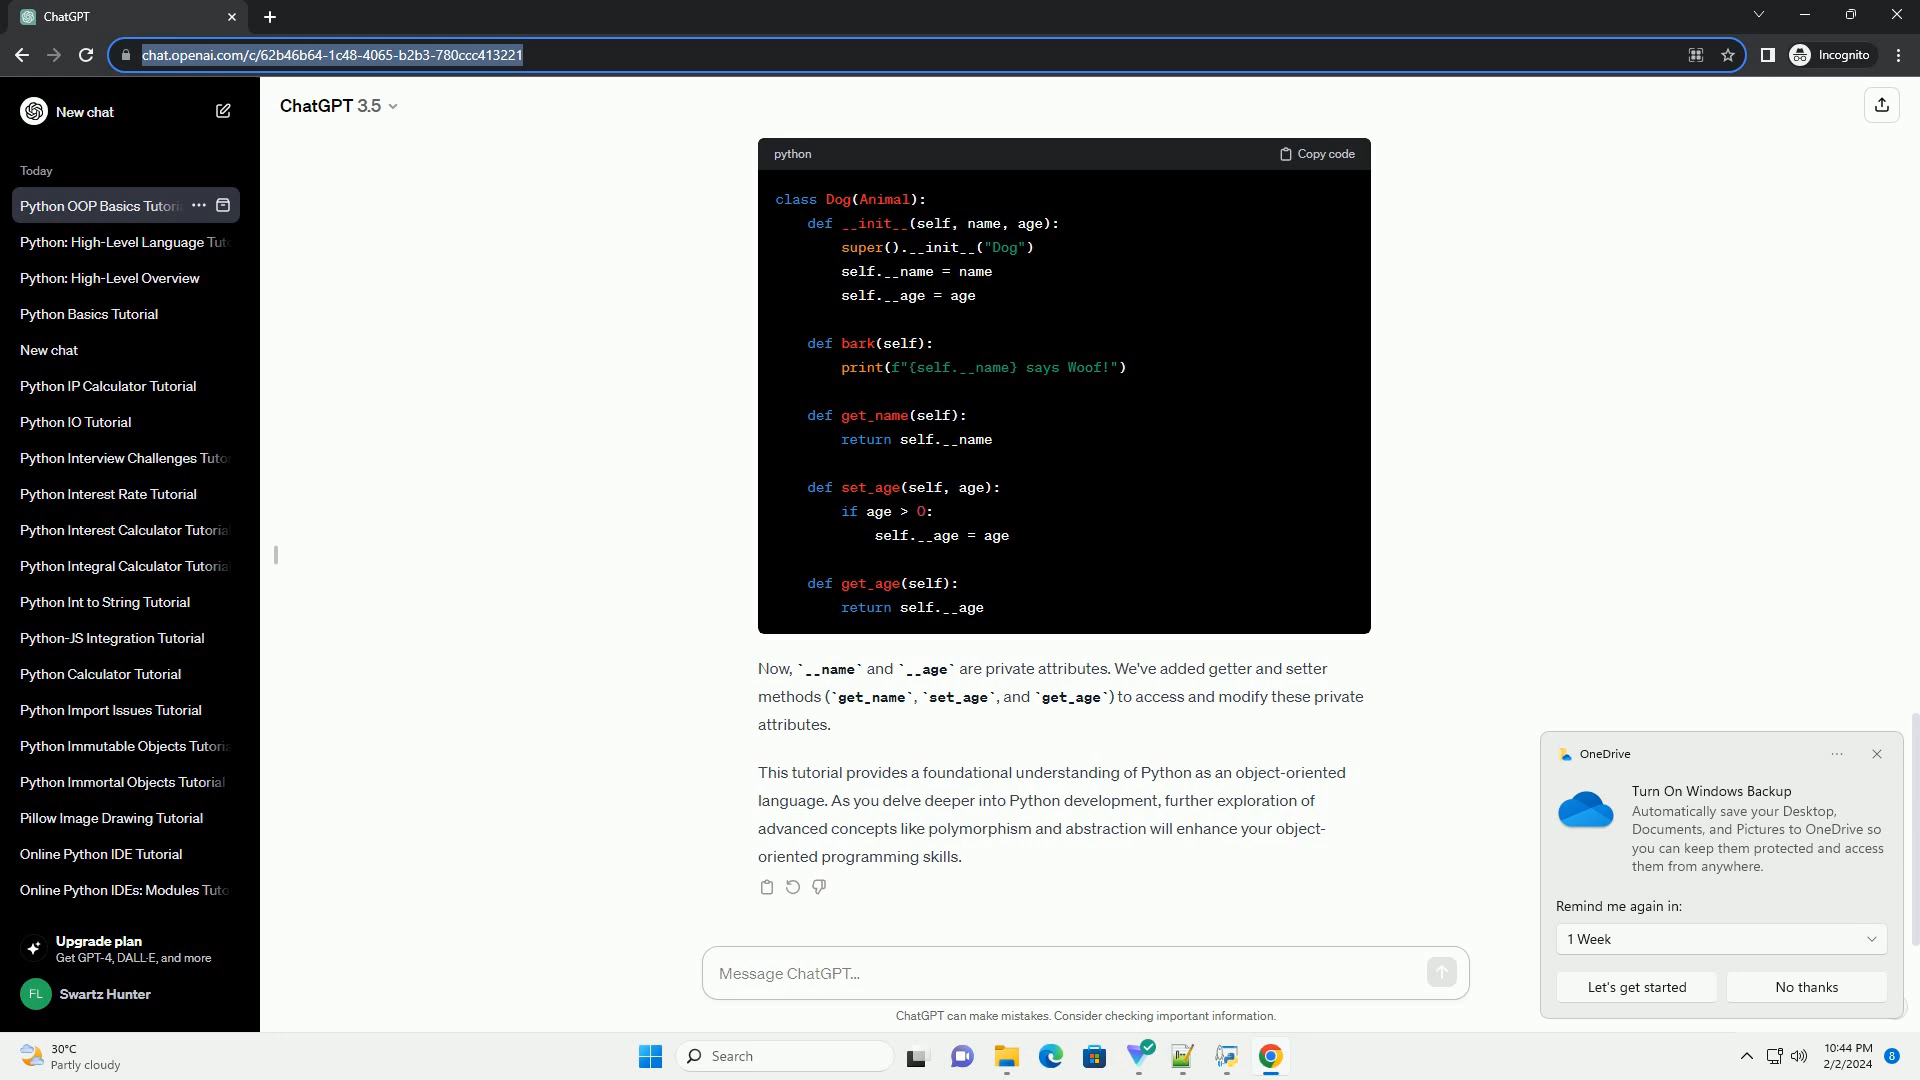 ChatGPT
chat.openai.com/c/62b46b64-1c48-4065-b2b3-780ccc413221
Incognito
New chat
ChatGPT 3.5
Today
Python OOP Basics Tutori
Python: High-Level Language Tuto
Python: High-Level Overview
Python Basics Tutorial
New chat
Python IP Calculator Tutorial
Python IO Tutorial
Python Interview Challenges Tuto
Python Interest Rate Tutorial
Python Interest Calculator Tutoria
Python Integral Calculator Tutoria
Python Int to String Tutorial
Python-JS Integration Tutorial
Python Calculator Tutorial
Python Import Issues Tutorial
Python Immutable Objects Tutoria
Python Immortal Objects Tutorial
Pillow Image Drawing Tutorial
Online Python IDE Tutorial
Online Python IDEs: Modules Tuto
Upgrade plan
Get GPT-4, DALL·E, and more
FL
Swartz Hunter
python
Copy code
class Dog(Animal):
def __init__(self, name, age):
super().__init__("Dog")
self.__name = name
self.__age = age
def bark(self):
print(f"{self.__name} says Woof!")
def get_name(self):
return self.__name
def set_age(self, age):
if age > 0:
self.__age = age
def get_age(self):
return self.__age
Now, `__name` and `__age` are private attributes. We've added getter and setter
methods (`get_name`, `set_age`, and `get_age`) to access and modify these private
attributes.
This tutorial provides a foundational understanding of Python as an object-oriented
language. As you delve deeper into Python development, further exploration of
advanced concepts like polymorphism and abstraction will enhance your object-
oriented programming skills.
Message ChatGPT...
ChatGPT can make mistakes. Consider checking important information.
OneDrive
Turn On Windows Backup
Automatically save your Desktop,
Documents, and Pictures to OneDrive so
you can keep them protected and access
them from anywhere.
Remind me again in:
1 Week
Let's get started
No thanks
30°C
Partly cloudy
Search
10:44 PM
2/2/2024
8